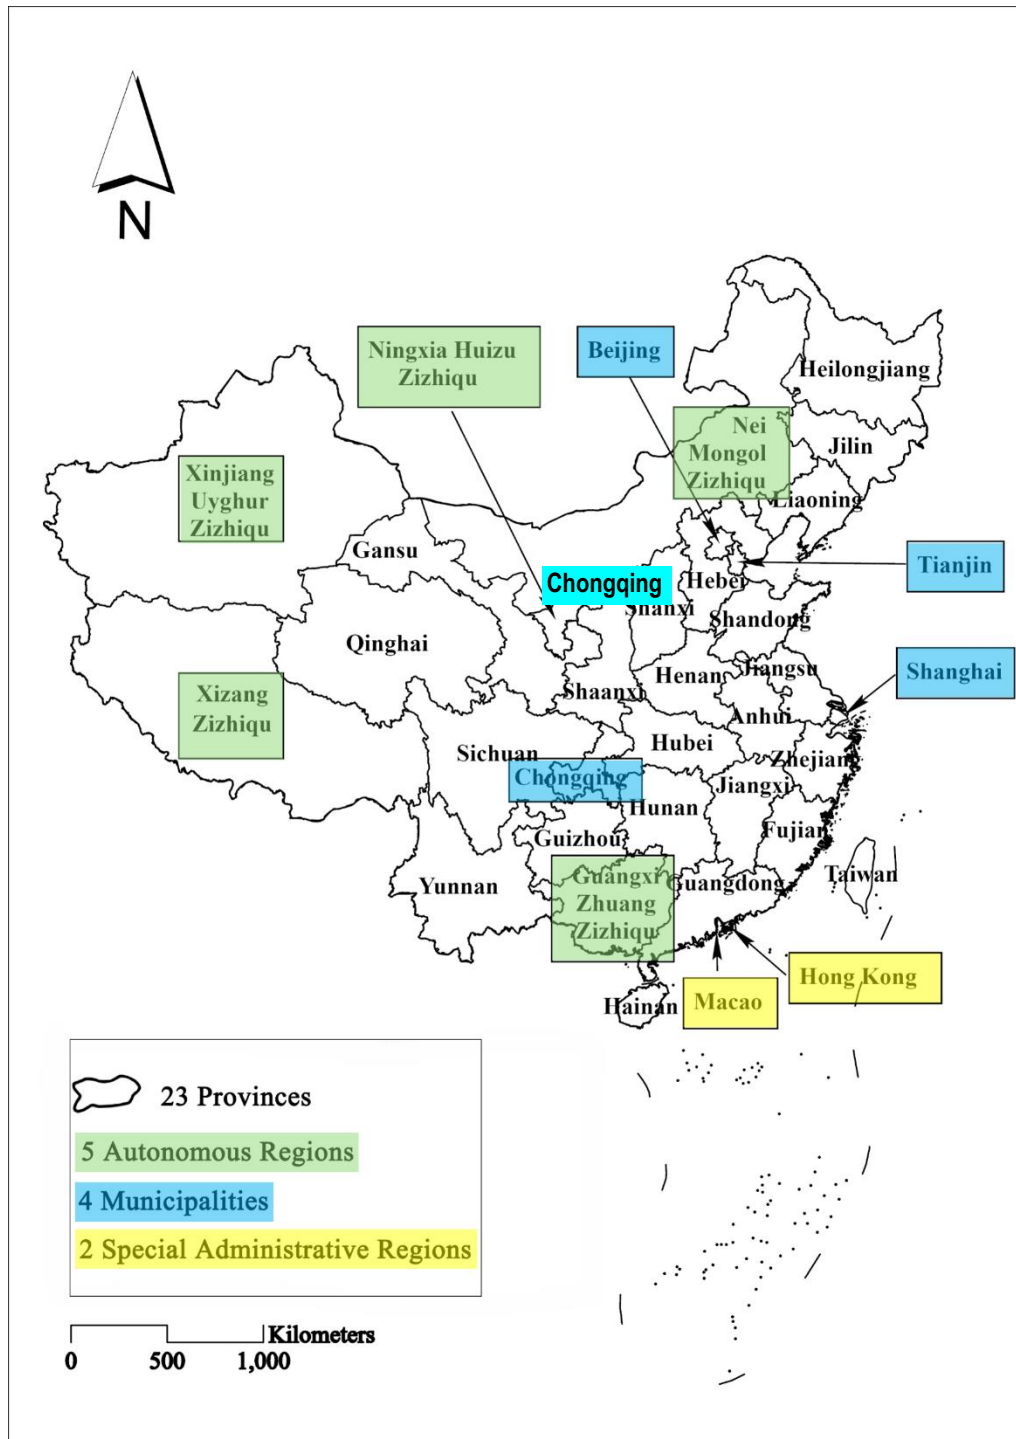 N
Ningxia Huizu
Zizhiqu
Beijing
Heilongjiang
Nei
Mongol
Zizhiqu
Jilin
Liaoning
Xinjiang
Uyghur
Zizhiqu
Gansu
Chongqing
Hebei
Tianjin
Shanxi
Shandong
Qinghai
Henan
Jiangsu
Shanghai
Shaanxi
Xizang
Zizhiqu
Anhui
Sichuan
Hubei
Zhejiang
Chongqing
Jiangxi
Hunan
Guizhou
Fujian
Yunnan
Guangxi
Zhuang
Zizhiqu
Guangdong
Taiwan
Hong Kong
Macao
Hainan
23 Provinces
5 Autonomous Regions
4 Municipalities
2 Special Administrative Regions
Kilometers
0 500 1,000